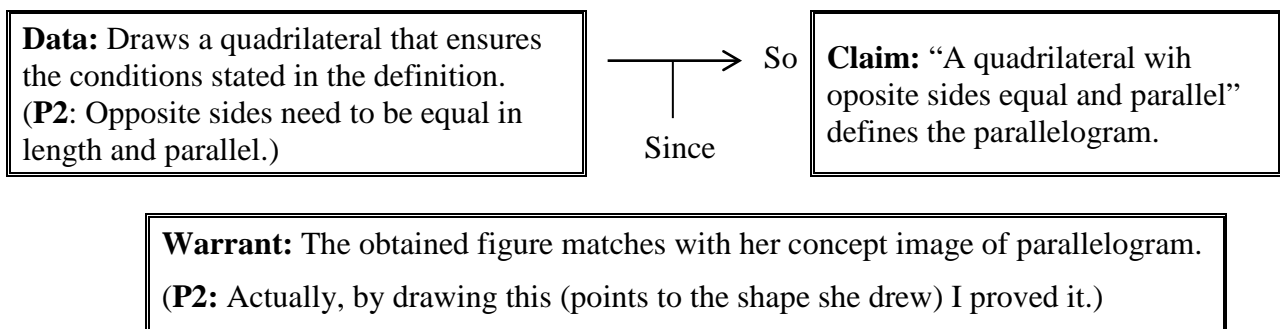 Data: Draws a quadrilateral that ensures
the conditions stated in the definition.
(P2: Opposite sides need to be equal in
length and parallel.)
So
Since
Claim: “A quadrilateral wih
oposite sides equal and parallel”
defines the parallelogram.
Warrant: The obtained figure matches with her concept image of parallelogram.
(P2: Actually, by drawing this (points to the shape she drew) I proved it.)